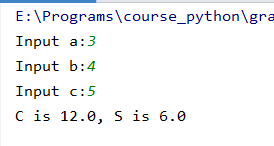 E:\Programs\course_python\gra
Input a:3
Input b:4
Input c:5
C is 12.0, S is 6.0